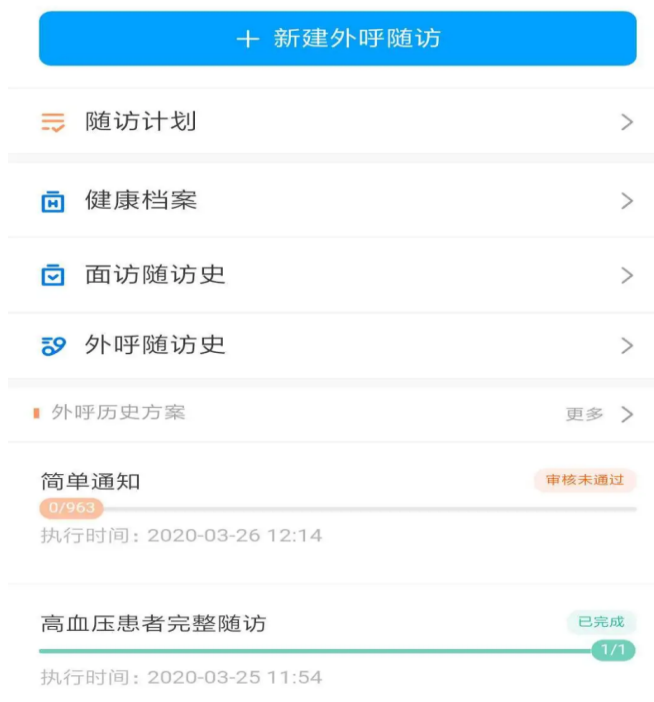 ＋ 新建外呼随访
随访计划
健康档案
面访随访史
外呼随访史
外呼历史方案 更多
简单通知 审核未通过
0/963
执行时间：2020-03-26 12:14
高血压患者完整随访 已完成
1/1
执行时间：2020-03-25 11:54